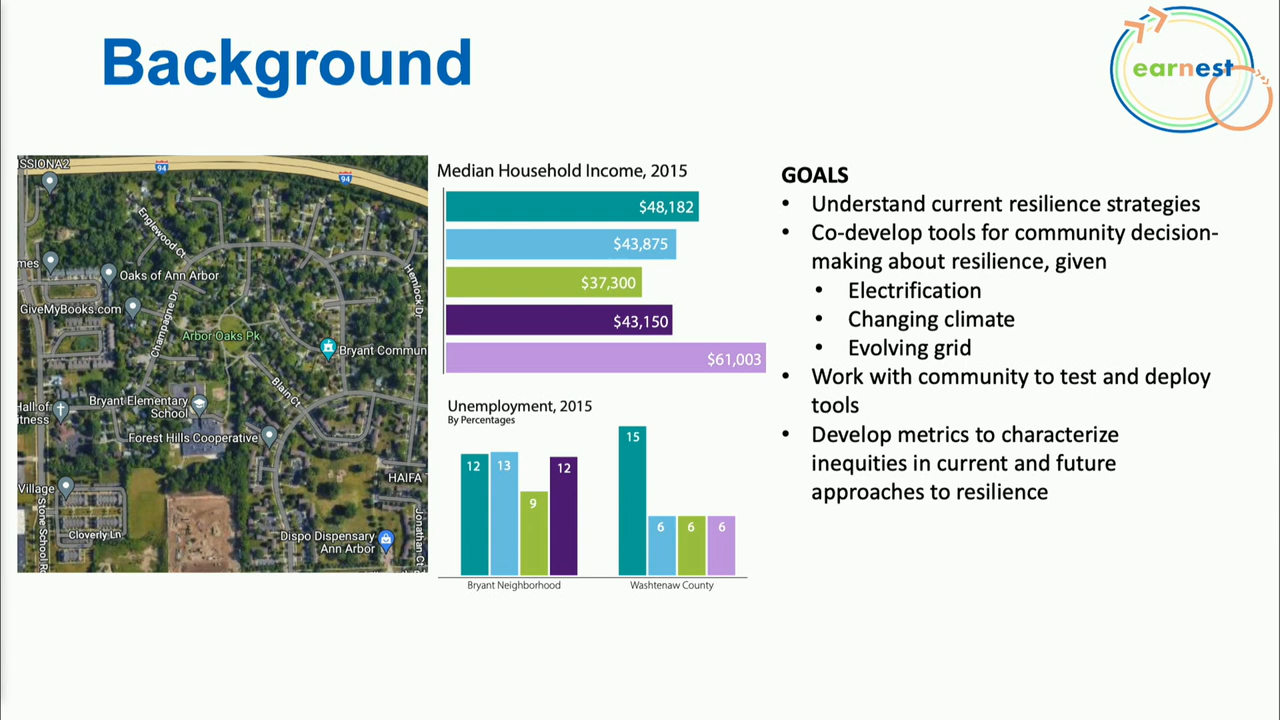 Background
earnest
SSIONA2
94
94
Englewood Ct
mes
Oaks of Ann Arbor
Hemlock Dr
GiveMyBooks.com
Champagne Dr
Arbor Oaks Pk
Bryant Commun
Blain Ct
Bryant Elementary
School
Hall of
itness
Forest Hills Cooperative
HAIFA
Village
Stone School R
Cloverly Ln
Dispo Dispensary
Ann Arbor
Jonathan Ct
Median Household Income, 2015
$48,182
$43,875
$37,300
$43,150
$61,003
Unemployment, 2015
By Percentages
12 13 9 12 15 6 6 6
Bryant Neighborhood Washtenaw County
GOALS
• Understand current resilience strategies
• Co-develop tools for community decision-
making about resilience, given
• Electrification
• Changing climate
• Evolving grid
• Work with community to test and deploy
tools
• Develop metrics to characterize
inequities in current and future
approaches to resilience